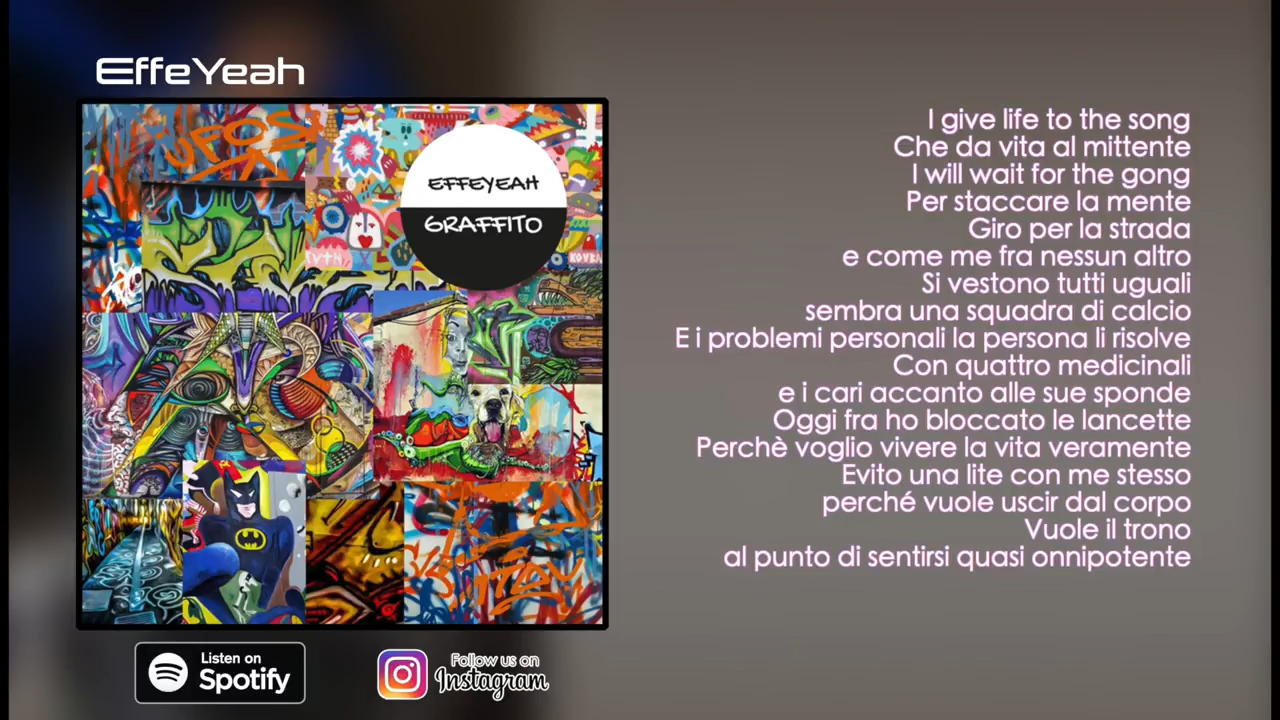 EffeYeah
UFOS
EFFEYEAH
GRAFFITO
I give life to the song
Che da vita al mittente
I will wait for the gong
Per staccare la mente
Giro per la strada
e come me fra nessun altro
Si vestono tutti uguali
sembra una squadra di calcio
E i problemi personali la persona li risolve
Con quattro medicinali
e i cari accanto alle sue sponde
Oggi fra ho bloccato le lancette
Perchè voglio vivere la vita veramente
Evito una lite con me stesso
perché vuole uscir dal corpo
Vuole il trono
al punto di sentirsi quasi onnipotente
Listen on
Spotify
Follow us on
Instagram